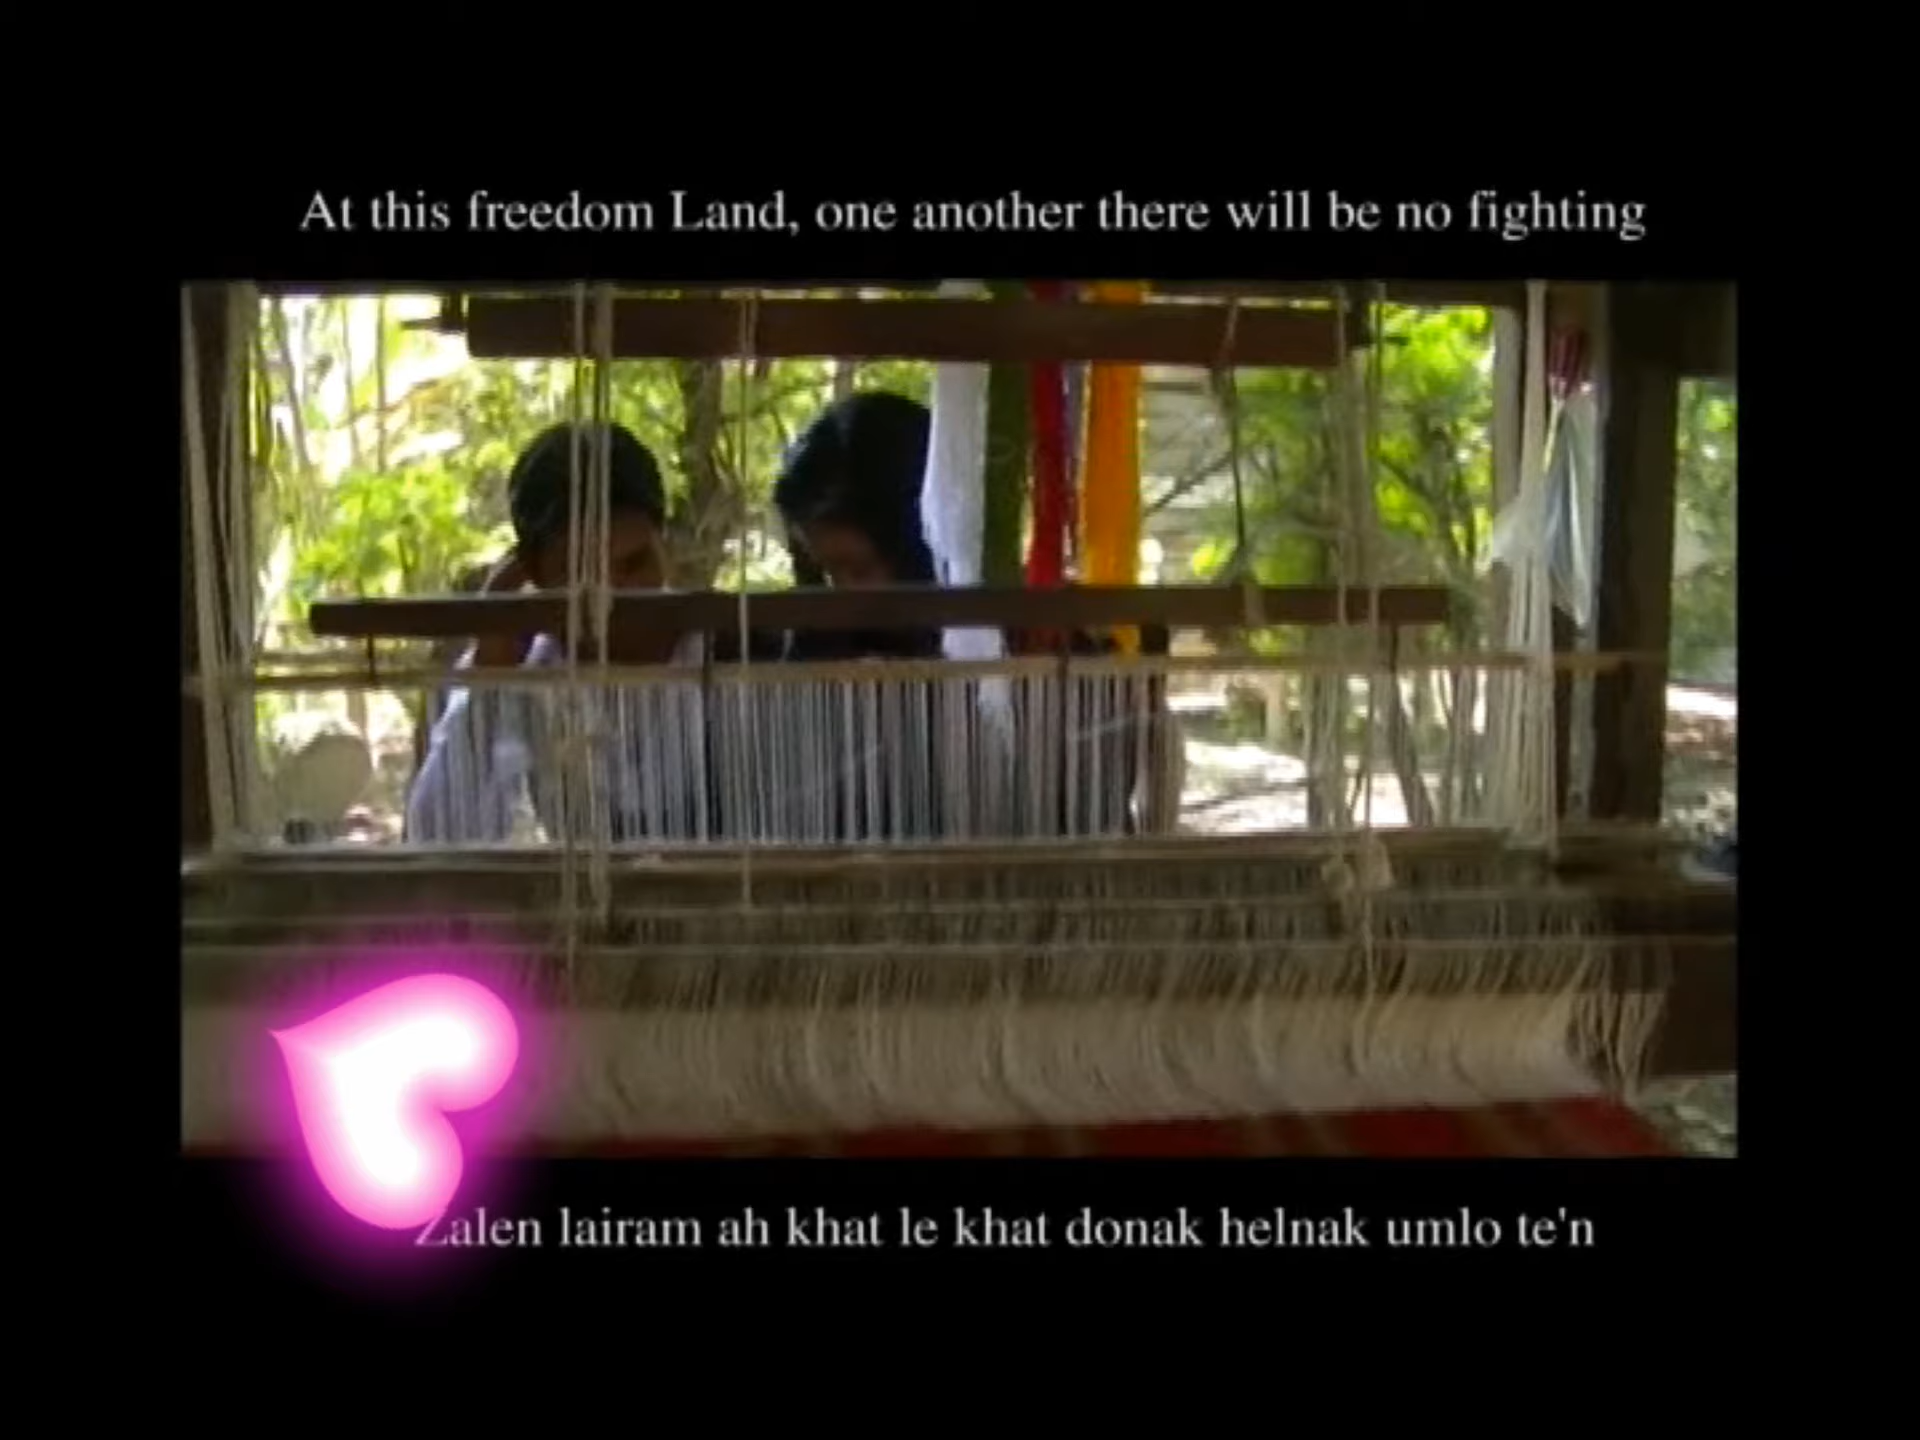 At this freedom Land, one another there will be no fighting
Zalen lairam ah khat le khat donak helnak umlo te'n